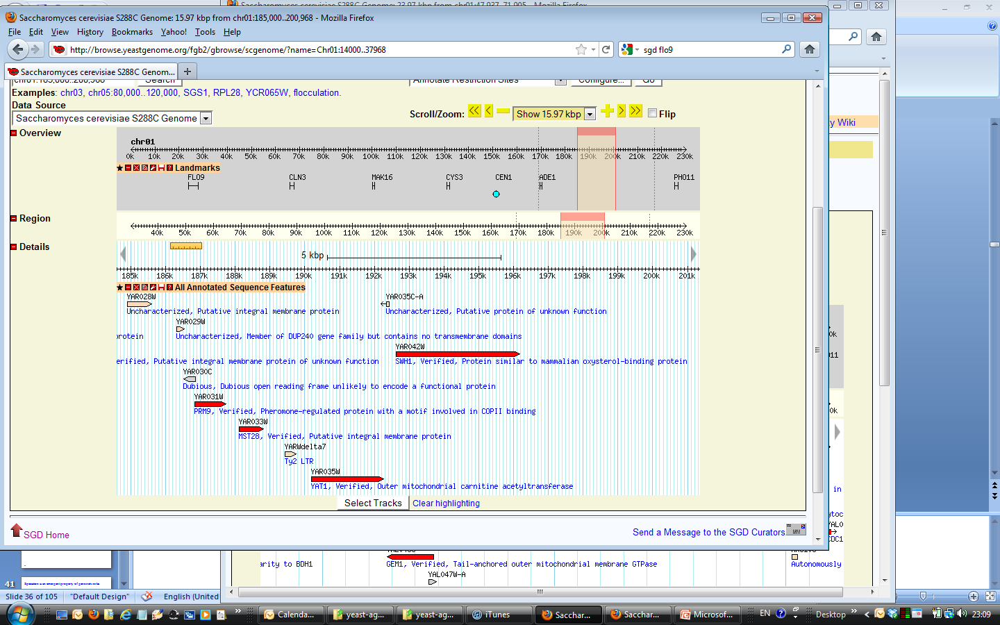 Saccharomyces cerevisiae S288C Genome: 15.97 kbp from chr01:185,000..200,968 - Mozilla Firefox
File Edit View History Bookmarks Yahoo! Tools Help
http://browse.yeastgenome.org/fgb2/gbrowse/scgenome/?name=Chr01:14000..37968
sgd flo9
Saccharomyces cerevisiae S288C Genom...
Examples: chr03, chr05:80,000..120,000, SGS1, RPL28, YCR065W, flocculation.
Data Source
Saccharomyces cerevisiae S288C Genome
Scroll/Zoom: Show 15.97 kbp Flip
Overview
chr01
0k 10k 20k 30k 40k 50k 60k 70k 80k 90k 100k 110k 120k 130k 140k 150k 160k 170k 180k 190k 200k 210k 220k 230k
Landmarks
FLO9 CLN3 MAK16 CYS3 CEN1 ADE1 PHO11
Region
40k 50k 60k 70k 80k 90k 100k 110k 120k 130k 140k 150k 160k 170k 180k 190k 200k 210k 220k 230k
Details
5 kbp
185k 186k 187k 188k 189k 190k 191k 192k 193k 194k 195k 196k 197k 198k 199k 200k 201k
All Annotated Sequence Features
YAR028W YAR035C-A
Uncharacterized, Putative integral membrane protein Uncharacterized, Putative protein of unknown function
YAR029W
protein Uncharacterized, Member of DUP240 gene family but contains no transmembrane domains
YAR042W
erified, Putative integral membrane protein of unknown function SWH1, Verified, Protein similar to mammalian oxysterol-binding protein
YAR030C
Dubious, Dubious open reading frame unlikely to encode a functional protein
YAR031W
PRM9, Verified, Pheromone-regulated protein with a motif involved in COPII binding
YAR033W
MST28, Verified, Putative integral membrane protein
YARWdelta7
Ty2 LTR
YAR035W
YAT1, Verified, Outer mitochondrial carnitine acetyltransferase
Select Tracks Clear highlighting
SGD Home
Send a Message to the SGD Curators
y Wiki
arity to BDH1 GEM1, Verified, Tail-anchored outer mitochondrial membrane GTPase Autonomously
YAL047W-A
41
Slide 36 of 105 "Default Design" English (United
Calenda... yeast-ag... yeast-ag... iTunes Sacchar... Sacchar... Microsof... EN Desktop 23:09